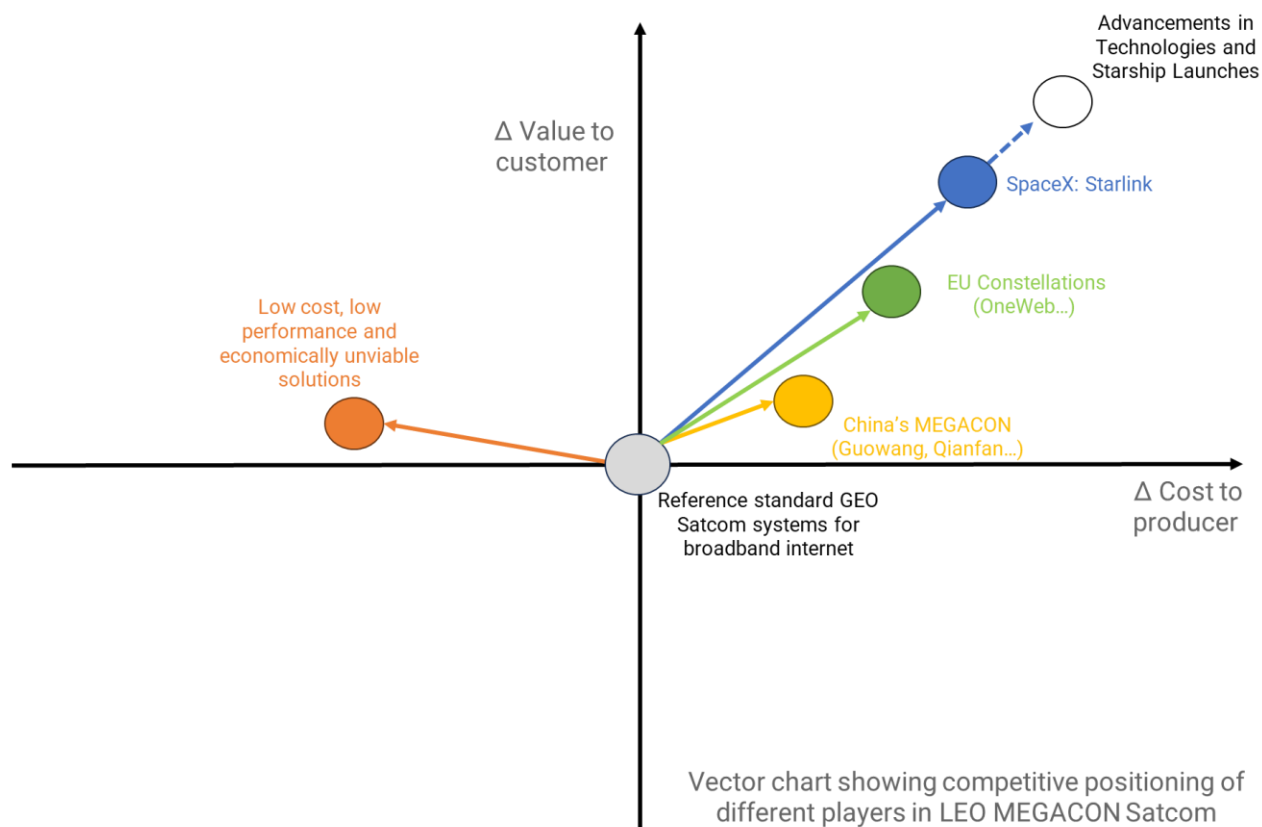 Advancements in
Technologies and
Starship Launches
Δ Value to
customer
SpaceX: Starlink
EU Constellations
(OneWeb...)
Low cost, low
performance and
economically unviable
solutions
China's MEGACON
(Guowang, Qianfan...)
Reference standard GEO
Satcom systems for
broadband internet
Δ Cost to
producer
Vector chart showing competitive positioning of
different players in LEO MEGACON Satcom